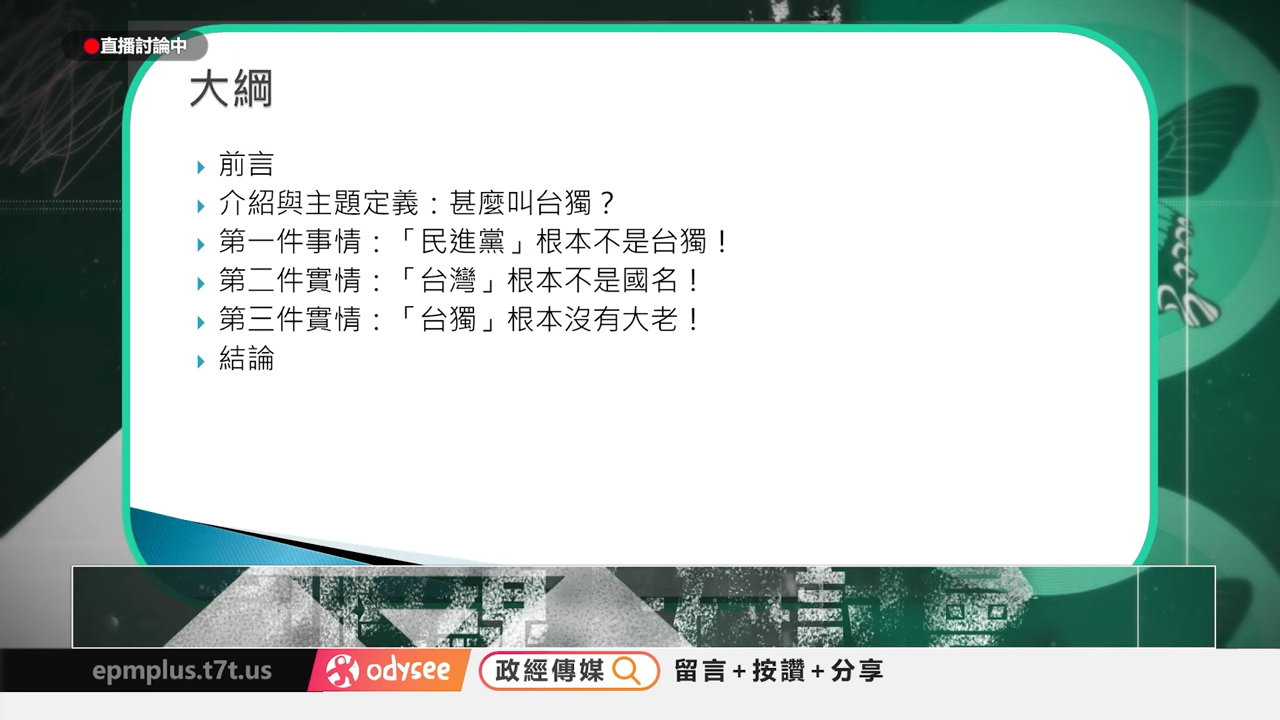 直播討論中
大綱
前言
介紹與主題定義：甚麼叫台獨？
第一件事情：「民進黨」根本不是台獨！
第二件實情：「台灣」根本不是國名！
第三件實情：「台獨」根本沒有大老！
結論
epmplus.t7t.us odysee 政經傳媒 留言+按讚+分享